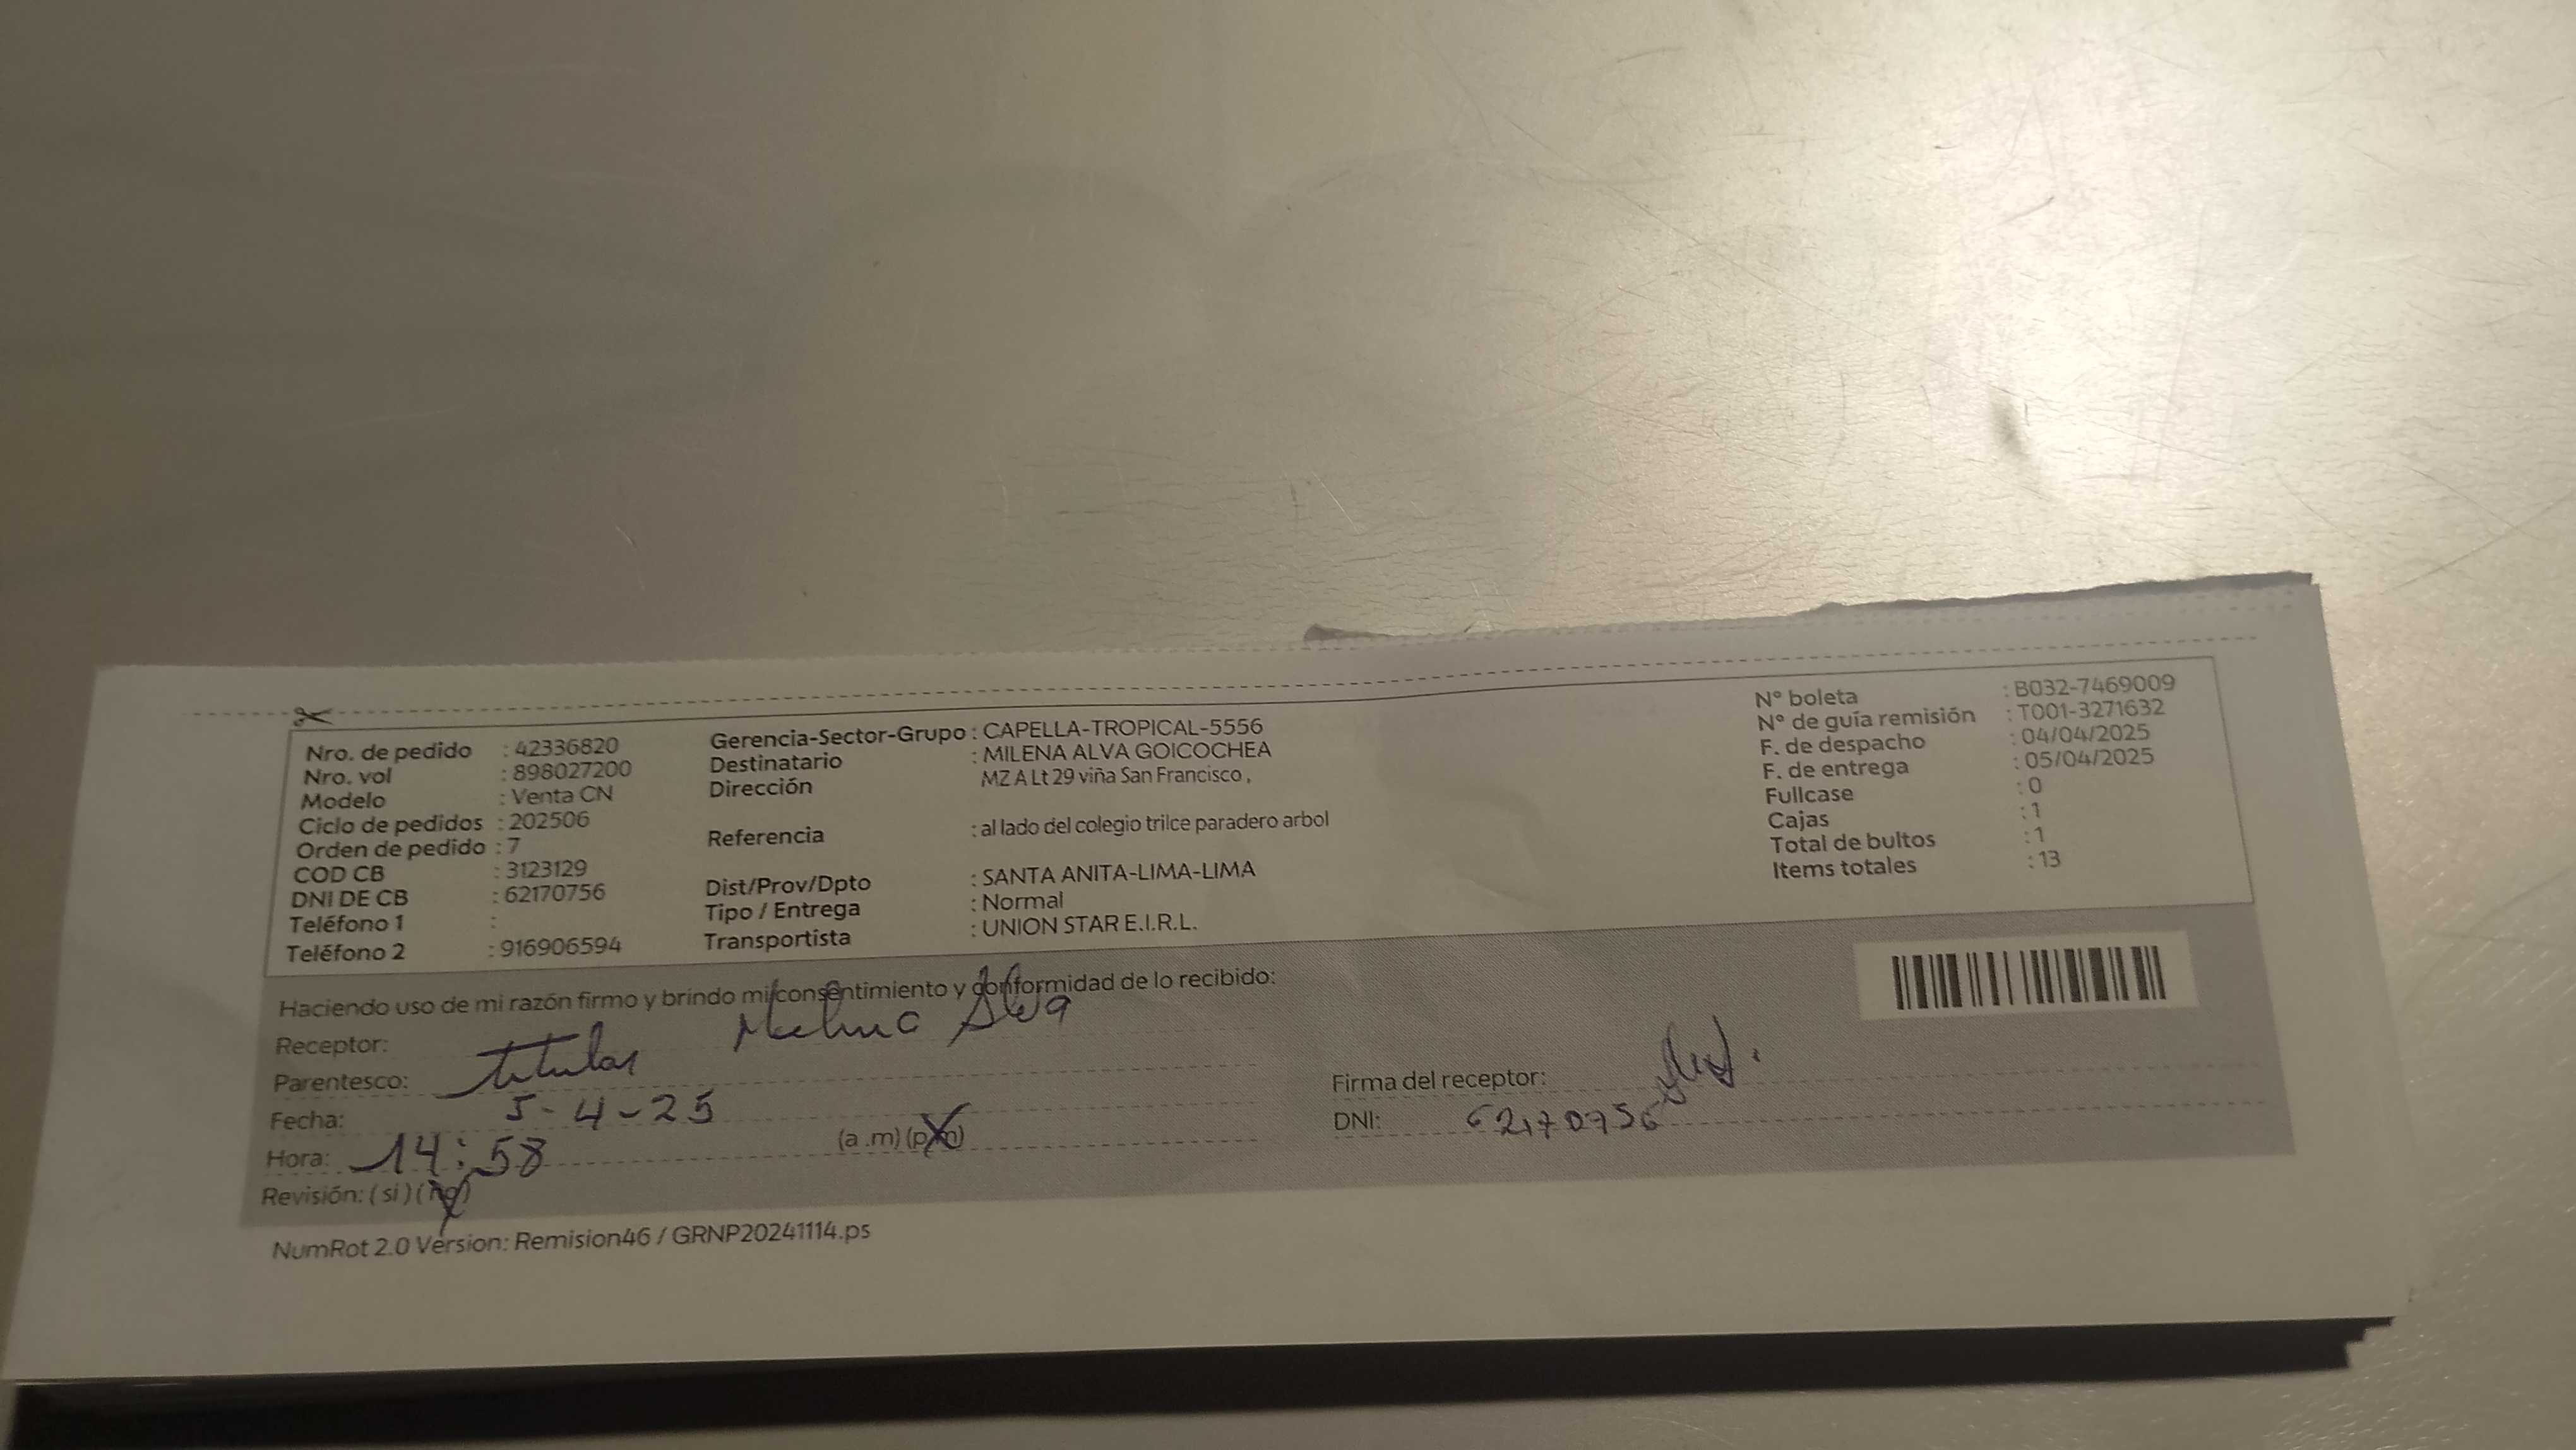 Nro. de pedido : 42336820
Nro. vol : 898027200
Modelo : Venta CN
Ciclo de pedidos : 202506
Orden de pedido : 7
COD CB : 3123129
DNI DE CB : 62170756
Teléfono 1 :
Teléfono 2 : 916906594
Gerencia-Sector-Grupo : CAPELLA-TROPICAL-5556
Destinatario : MILENA ALVA GOICOCHEA
Dirección MZ A Lt 29 viña San Francisco,
Referencia : al lado del colegio trilce paradero arbol
Dist/Prov/Dpto : SANTA ANITA-LIMA-LIMA
Tipo / Entrega : Normal
Transportista : UNION STAR E.I.R.L.
Nº boleta : B032-7469009
Nº de guía remisión : T001-3271632
F. de despacho : 04/04/2025
F. de entrega : 05/04/2025
Fullcase : 0
Cajas : 1
Total de bultos : 1
Items totales : 13
Haciendo uso de mi razón firmo y brindo mi consentimiento y conformidad de lo recibido:
Receptor: Milena Alva
Parentesco: titular
Fecha: 5-4-25
Hora: 14:58 (a .m) (p.m)
Revisión: ( si ) ( no )
Firma del receptor:
DNI: 62170756
NumRot 2.0 Version: Remision46 / GRNP20241114.ps